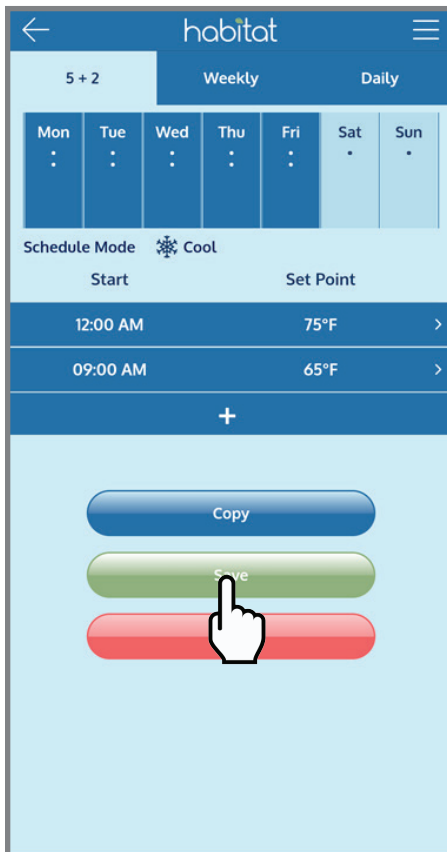 habitat
5 + 2 Weekly Daily
Mon Tue Wed Thu Fri Sat Sun
Schedule Mode Cool
Start Set Point
12:00 AM 75°F >
09:00 AM 65°F >
+
Copy
Save